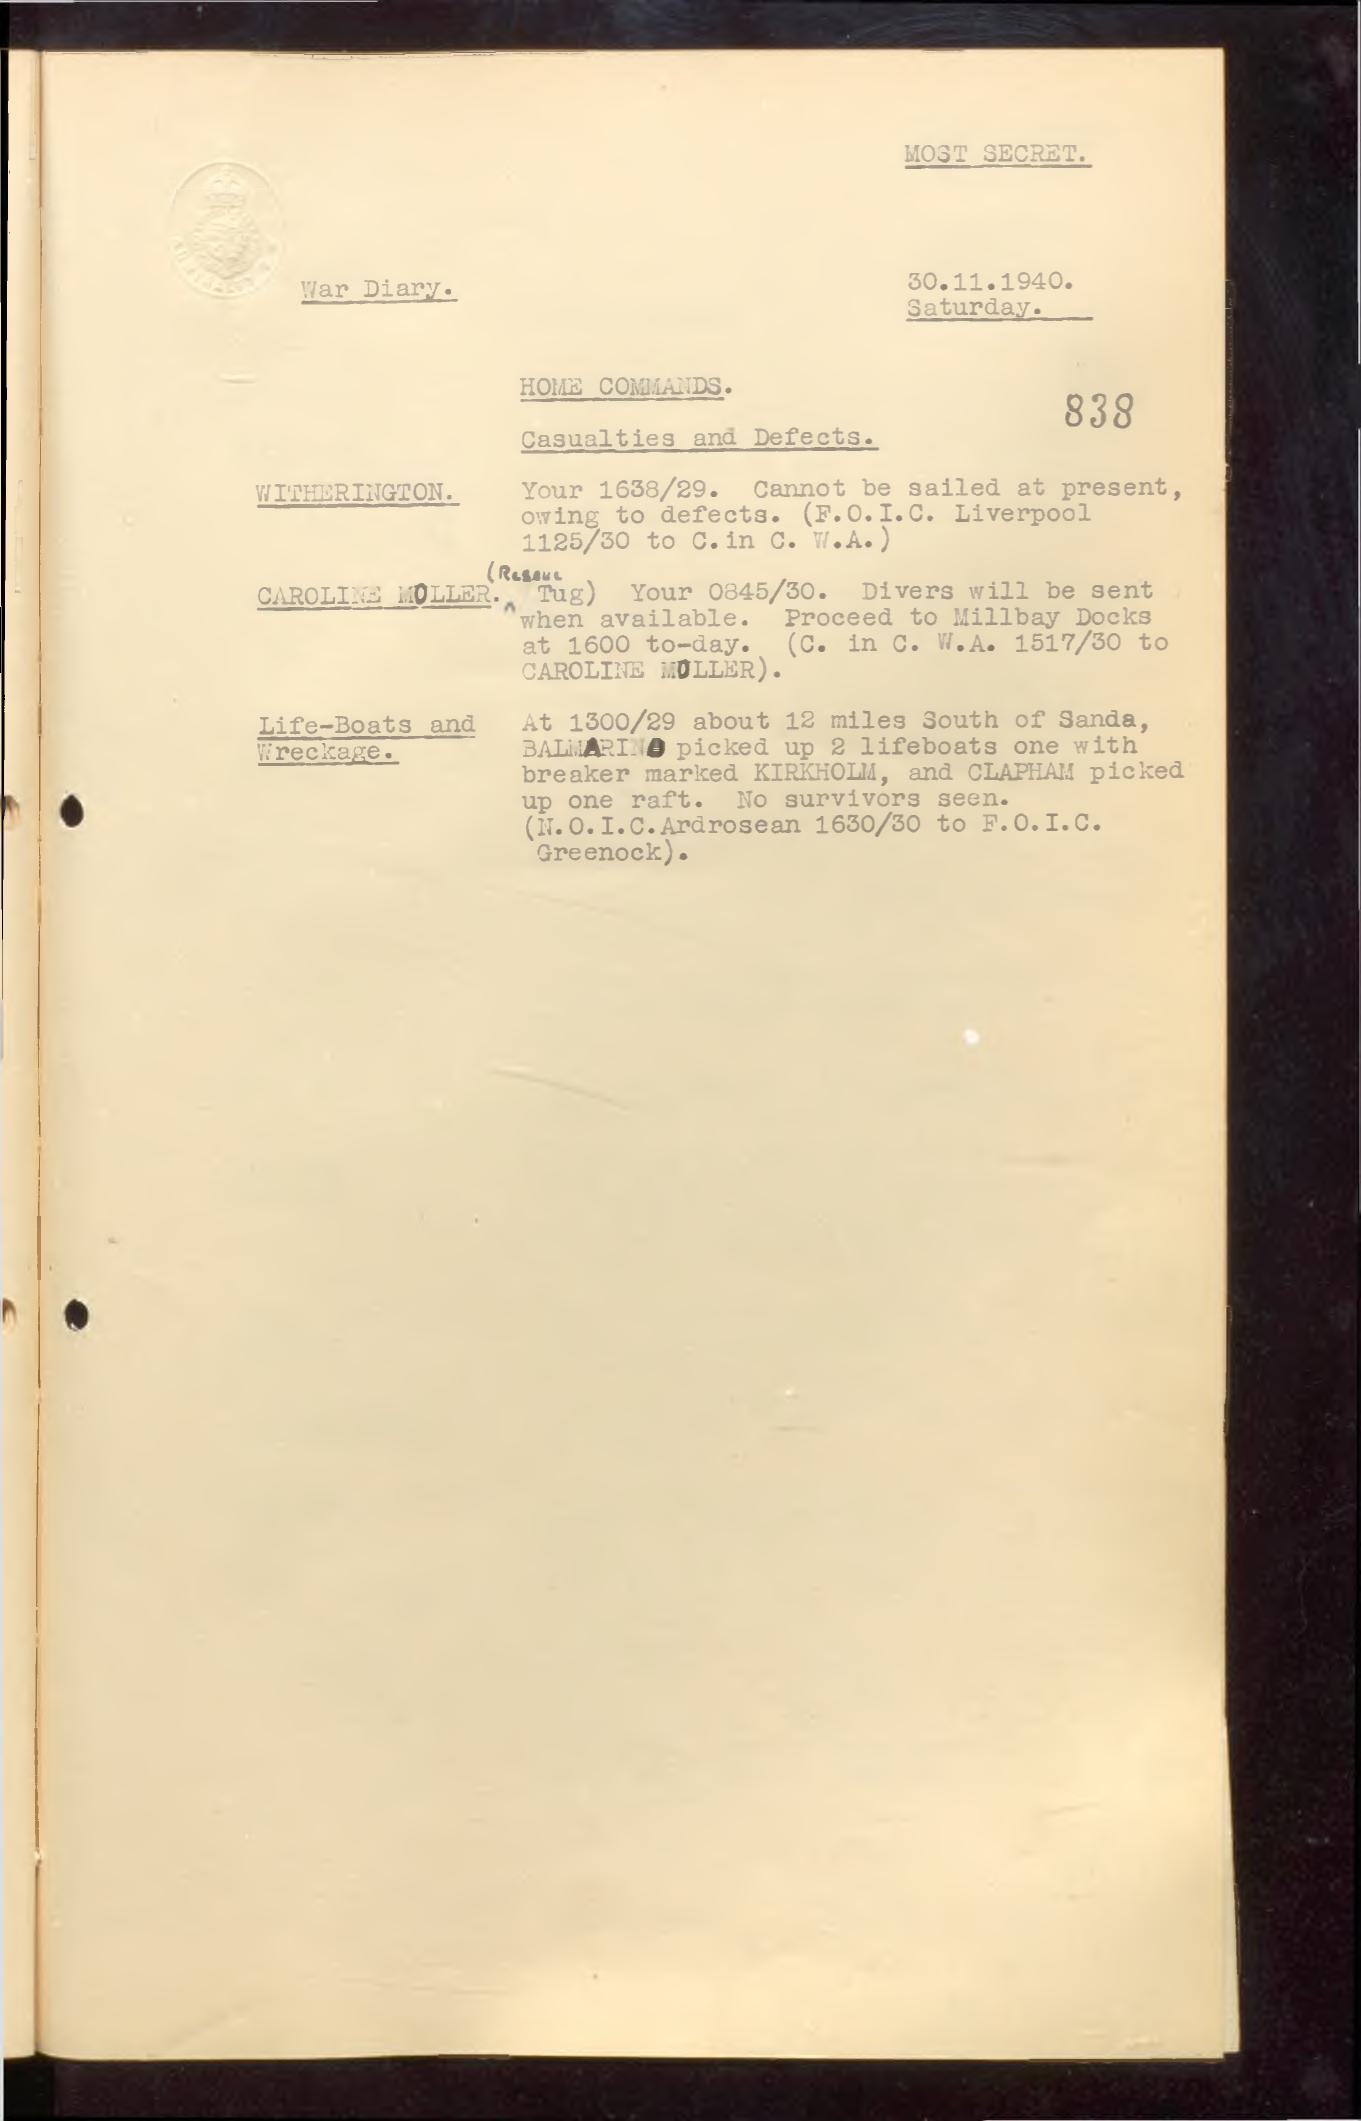 MOST SECRET.
War Diary.
30.11.1940.
Saturday.
HOME COMMANDS.
838
Casualties and Defects.
WITHERINGTON. Your 1638/29. Cannot be sailed at present,
owing to defects. (F.O.I.C. Liverpool
1125/30 to C.in C. W.A.)
(Rescue
CAROLINE MOLLER. Tug) Your 0845/30. Divers will be sent
when available. Proceed to Millbay Docks
at 1600 to-day. (C. in C. W.A. 1517/30 to
CAROLINE MOLLER).
Life-Boats and At 1300/29 about 12 miles South of Sanda,
Wreckage. picked up 2 lifeboats one with
breaker marked KIRKHOLM, and CLAPHAM picked
up one raft. No survivors seen.
(N.O.I.C.Ardrosean 1630/30 to F.O.I.C.
Greenock).